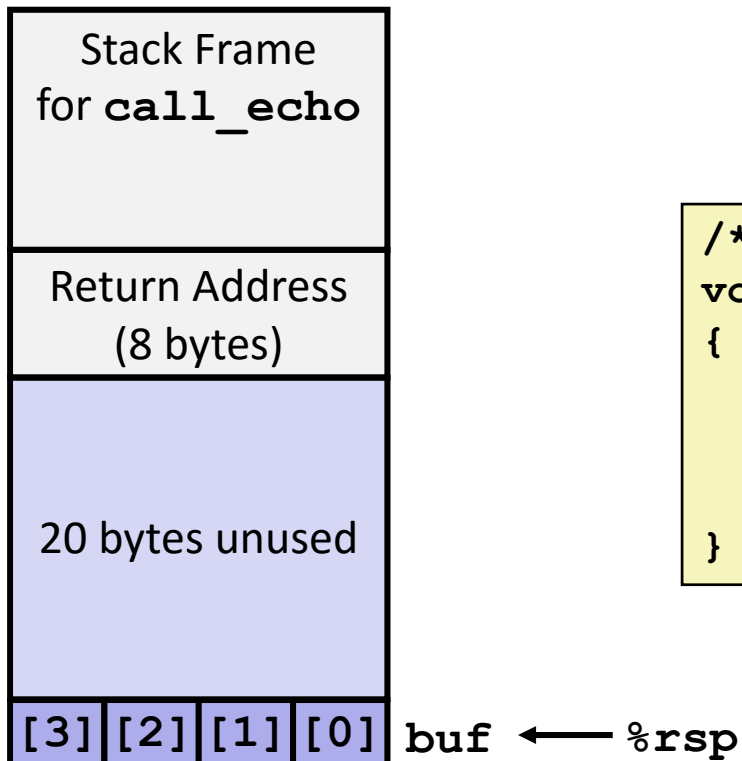 Stack Frame
for call_echo
Return Address
(8 bytes)
20 bytes unused
[3] [2] [1] [0] buf ← %rsp
/*
{
}